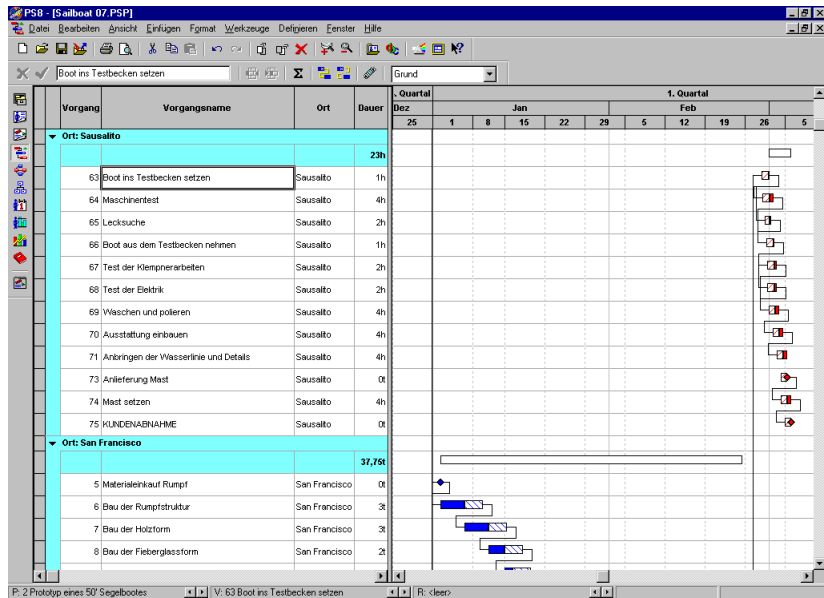 PS8 - [Sailboat 07.PSP]
Datei Bearbeiten Ansicht Einfügen Format Werkzeuge Definieren Fenster Hilfe
Boot ins Testbecken setzen Grund
Vorgang Vorgangsname Ort Dauer
. Quartal 1. Quartal
Dez Jan Feb
25 1 8 15 22 29 5 12 19 26 5
Ort: Sausalito
23h
63 Boot ins Testbecken setzen Sausalito 1h
64 Maschinentest Sausalito 4h
65 Lecksuche Sausalito 2h
66 Boot aus dem Testbecken nehmen Sausalito 1h
67 Test der Klempnerarbeiten Sausalito 2h
68 Test der Elektrik Sausalito 2h
69 Waschen und polieren Sausalito 4h
70 Ausstattung einbauen Sausalito 4h
71 Anbringen der Wasserlinie und Details Sausalito 4h
73 Anlieferung Mast Sausalito 0t
74 Mast setzen Sausalito 4h
75 KUNDENABNAHME Sausalito 0t
Ort: San Francisco
37,75t
5 Materialeinkauf Rumpf San Francisco 0t
6 Bau der Rumpfstruktur San Francisco 3t
7 Bau der Holzform San Francisco 3t
8 Bau der Fieberglassform San Francisco 2t
P: 2 Prototyp eines 50' Segelbootes V: 63 Boot ins Testbecken setzen R: <leer>